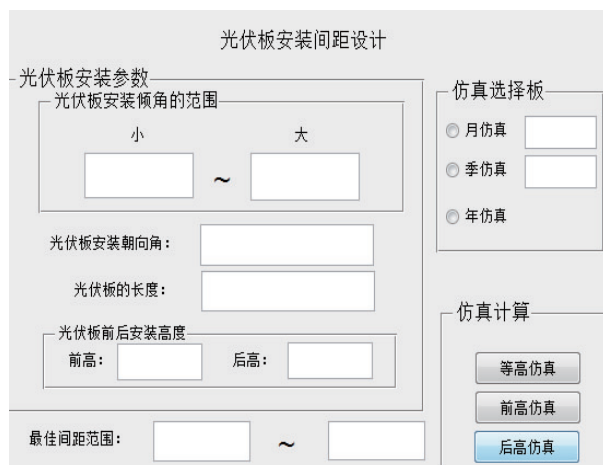 光伏板安装间距设计
光伏板安装参数
光伏板安装倾角的范围
小
大
~
光伏板安装朝向角：
光伏板的长度：
光伏板前后安装高度
前高：
后高：
最佳间距范围：
~
仿真选择板
月仿真
季仿真
年仿真
仿真计算
等高仿真
前高仿真
后高仿真